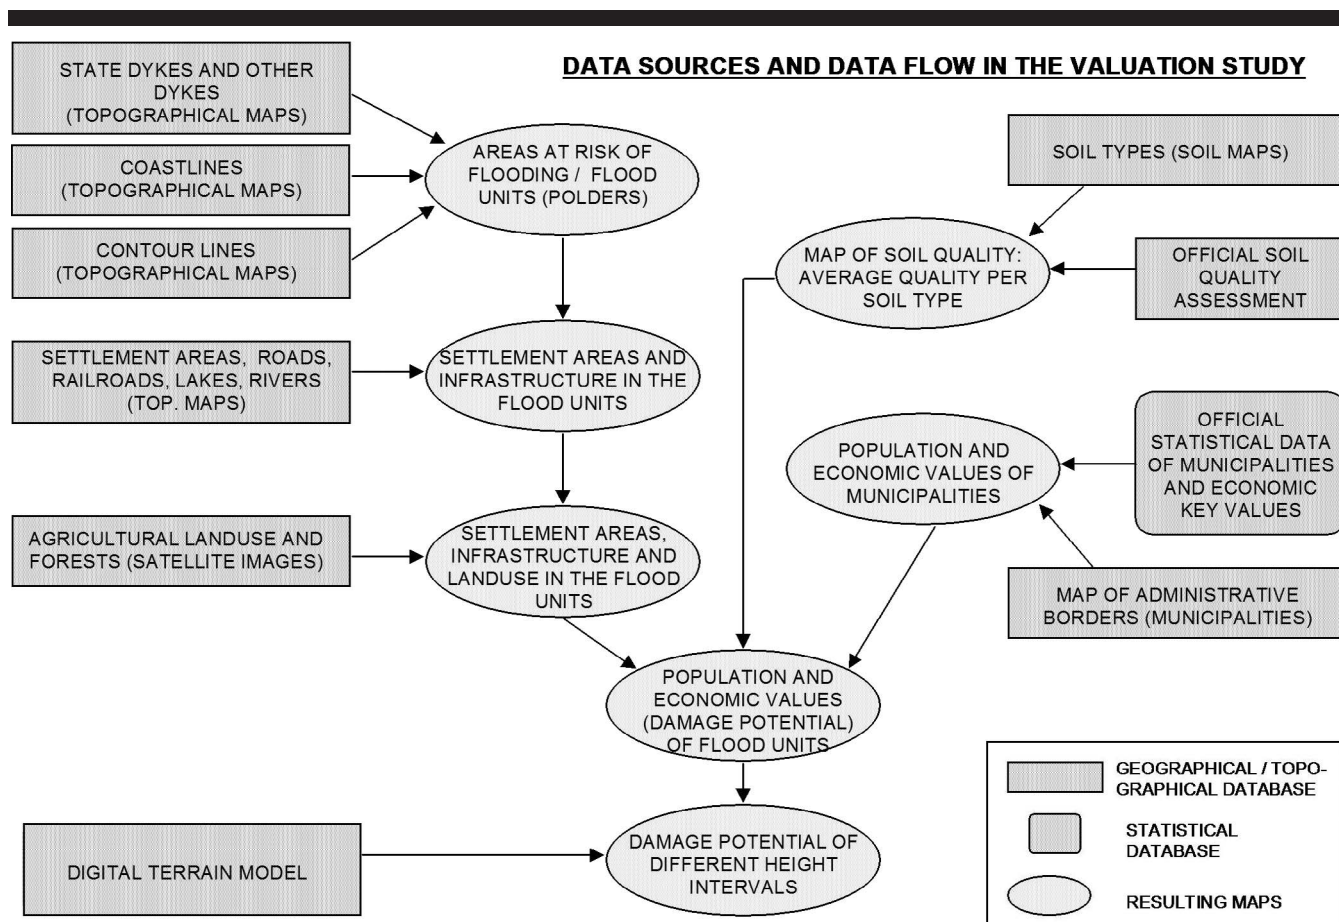 DATA SOURCES AND DATA FLOW IN THE VALUATION STUDY
STATE DYKES AND OTHER
DYKES
(TOPOGRAPHICAL MAPS)
COASTLINES
(TOPOGRAPHICAL MAPS)
CONTOUR LINES
(TOPOGRAPHICAL MAPS)
AREAS AT RISK OF
FLOODING / FLOOD
UNITS (POLDERS)
SETTLEMENT AREAS, ROADS,
RAILROADS, LAKES, RIVERS
(TOP. MAPS)
SETTLEMENT AREAS AND
INFRASTRUCTURE IN THE
FLOOD UNITS
AGRICULTURAL LANDUSE AND
FORESTS (SATELLITE IMAGES)
SETTLEMENT AREAS,
INFRASTRUCTURE AND
LANDUSE IN THE FLOOD
UNITS
SOIL TYPES (SOIL MAPS)
MAP OF SOIL QUALITY:
AVERAGE QUALITY PER
SOIL TYPE
OFFICIAL SOIL
QUALITY
ASSESSMENT
POPULATION AND
ECONOMIC VALUES OF
MUNICIPALITIES
OFFICIAL
STATISTICAL DATA
OF MUNICIPALITIES
AND ECONOMIC
KEY VALUES
MAP OF ADMINISTRATIVE
BORDERS (MUNICIPALITIES)
POPULATION AND
ECONOMIC VALUES
(DAMAGE POTENTIAL)
OF FLOOD UNITS
DIGITAL TERRAIN MODEL
DAMAGE POTENTIAL OF
DIFFERENT HEIGHT
INTERVALS
GEOGRAPHICAL / TOPO-
GRAPHICAL DATABASE
STATISTICAL
DATABASE
RESULTING MAPS